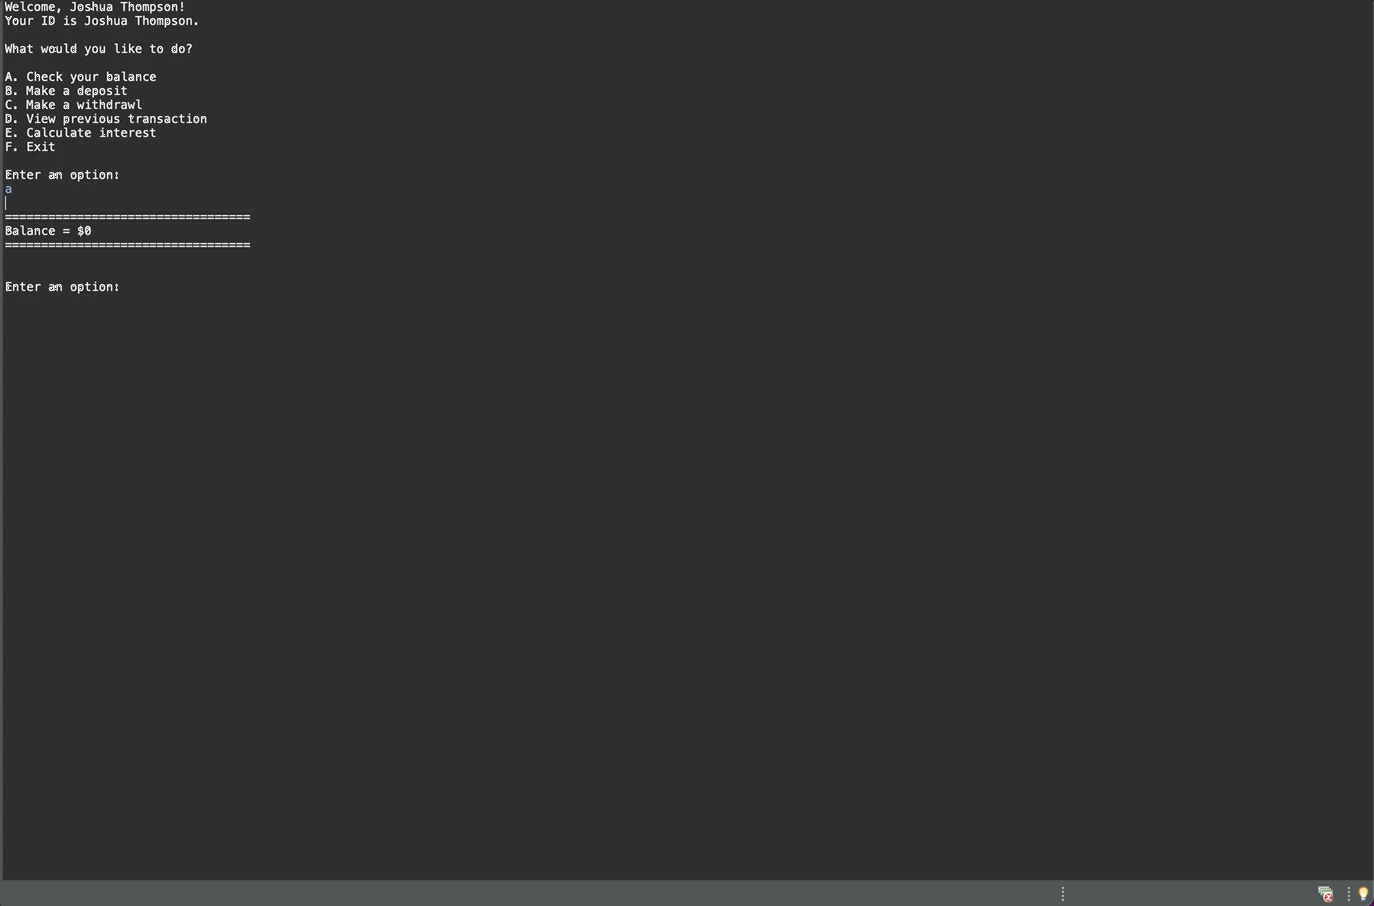 Welcome, Joshua Thompson!
Your ID is Joshua Thompson.
What would you like to do?
A. Check your balance
B. Make a deposit
C. Make a withdrawl
D. View previous transaction
E. Calculate interest
F. Exit
Enter an option:
a
==================================
Balance = $0
==================================
Enter an option: